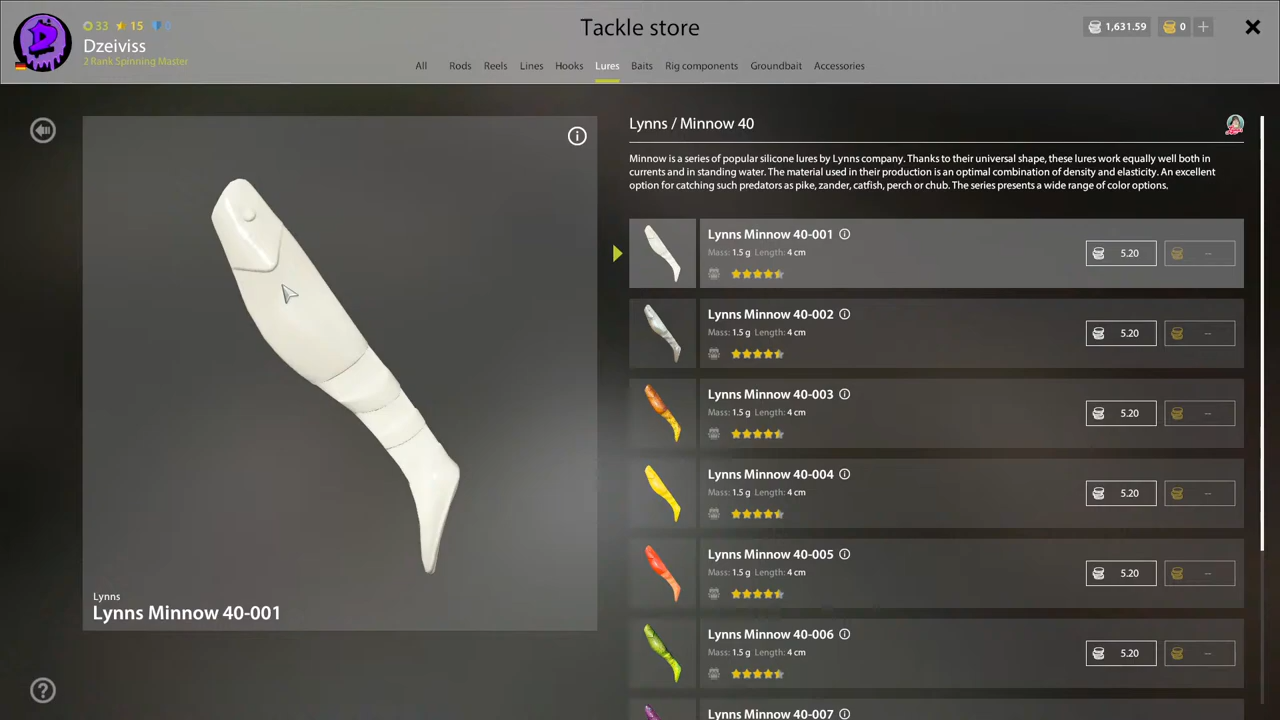 33 15 0
Dzeiviss
2 Rank Spinning Master
Tackle store
1,631.59 0 +
All Rods Reels Lines Hooks Lures Baits Rig components Groundbait Accessories
Lynns
Lynns Minnow 40-001
Lynns / Minnow 40
Minnow is a series of popular silicone lures by Lynns company. Thanks to their universal shape, these lures work equally well both in
currents and in standing water. The material used in their production is an optimal combination of density and elasticity. An excellent
option for catching such predators as pike, zander, catfish, perch or chub. The series presents a wide range of color options.
Lynns Minnow 40-001
Mass: 1.5 g Length: 4 cm
5.20 --
Lynns Minnow 40-002
Mass: 1.5 g Length: 4 cm
5.20 --
Lynns Minnow 40-003
Mass: 1.5 g Length: 4 cm
5.20 --
Lynns Minnow 40-004
Mass: 1.5 g Length: 4 cm
5.20 --
Lynns Minnow 40-005
Mass: 1.5 g Length: 4 cm
5.20 --
Lynns Minnow 40-006
Mass: 1.5 g Length: 4 cm
5.20 --
Lynns Minnow 40-007
?